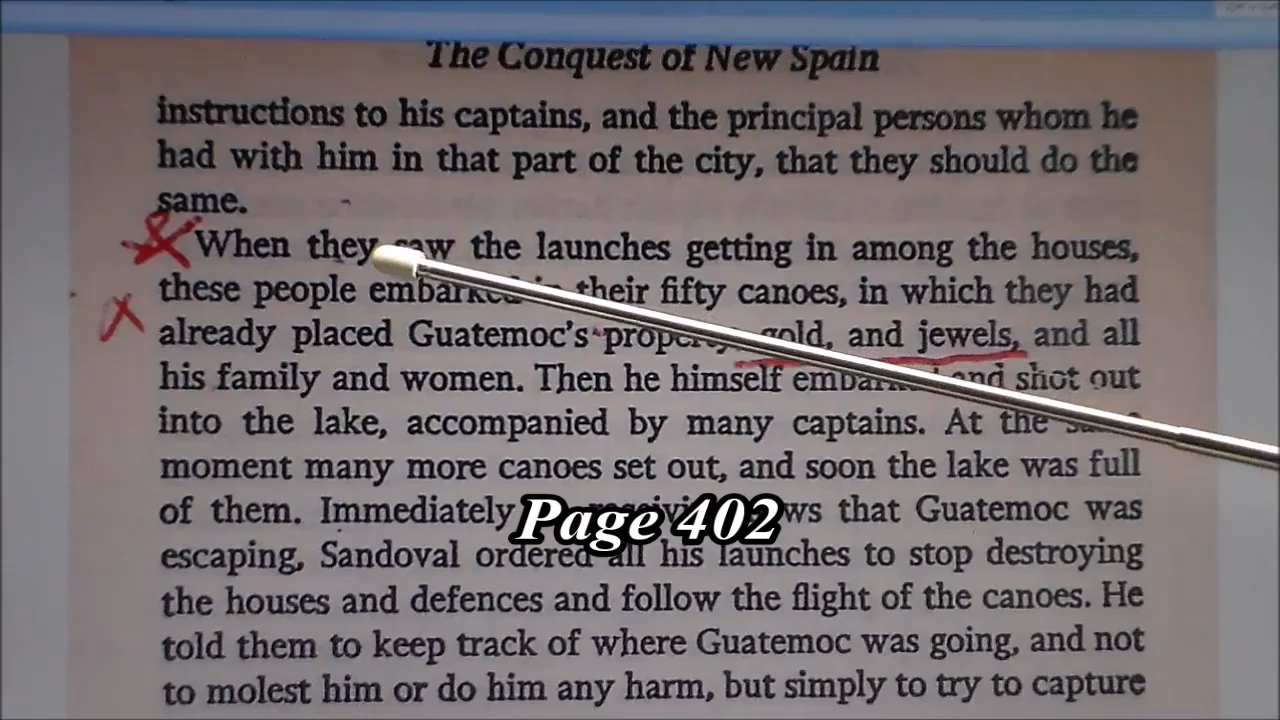 The Conquest of New Spain
instructions to his captains, and the principal persons whom he
had with him in that part of the city, that they should do the
same.
When they saw the launches getting in among the houses,
these people embarked in their fifty canoes, in which they had
already placed Guatemoc's property, gold, and jewels, and all
his family and women. Then he himself embarked and shot out
into the lake, accompanied by many captains. At the same
moment many more canoes set out, and soon the lake was full
of them. Immediately news that Guatemoc was
Page 402
escaping, Sandoval ordered all his launches to stop destroying
the houses and defences and follow the flight of the canoes. He
told them to keep track of where Guatemoc was going, and not
to molest him or do him any harm, but simply to try to capture